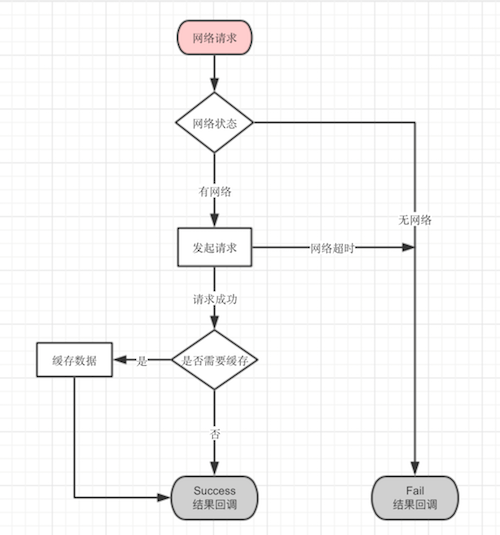 网络请求
网络状态
有网络
无网络
发起请求
网络超时
请求成功
缓存数据
是
是否需要缓存
否
Success
结果回调
Fail
结果回调